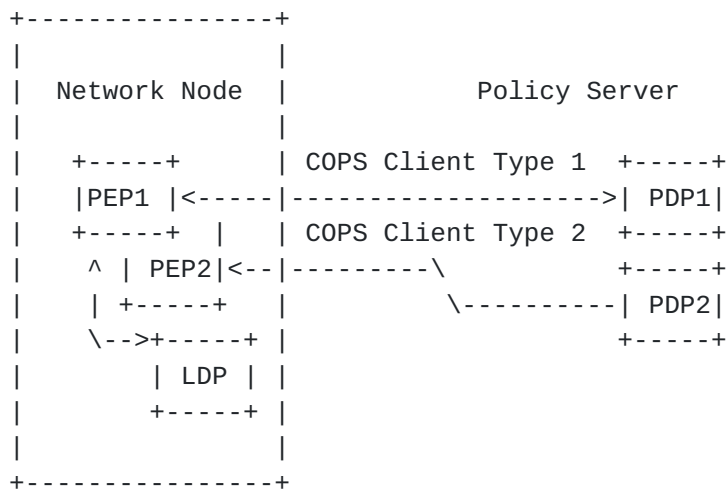 Network Node Policy Server
COPS Client Type 1
PEP1 PDP1
COPS Client Type 2
PEP2
PDP2
LDP